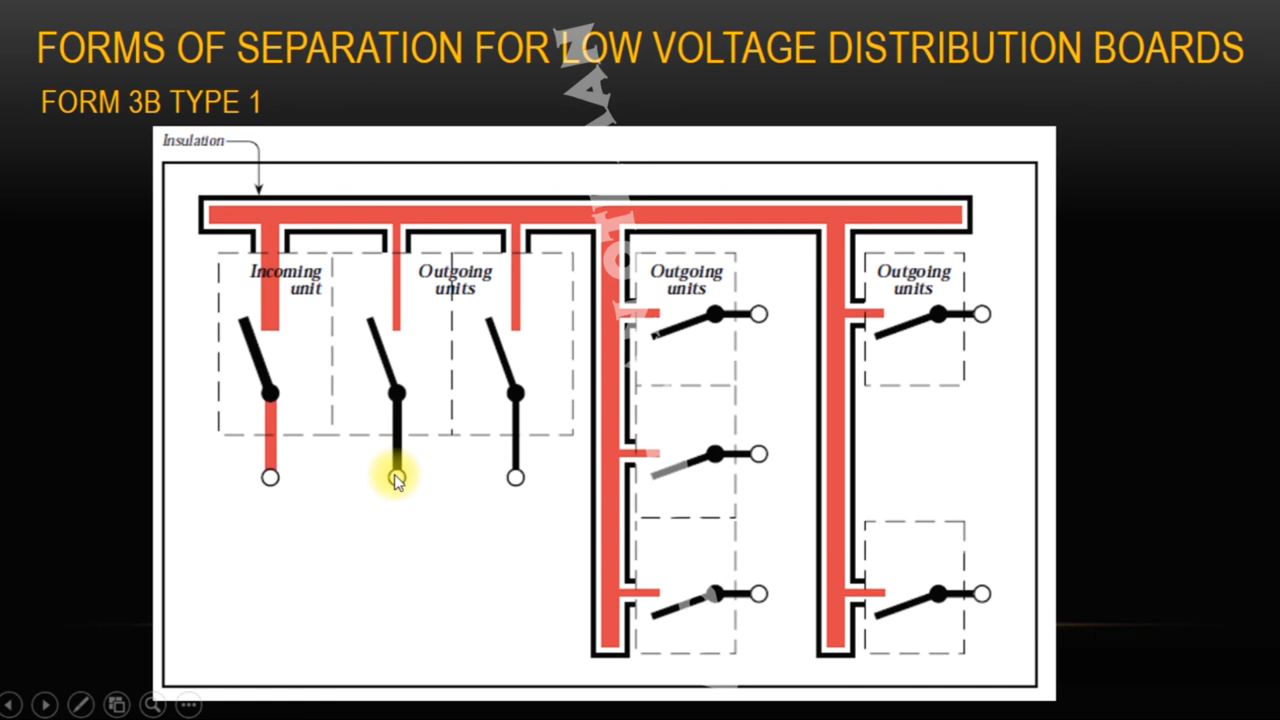 FORMS OF SEPARATION FOR LOW VOLTAGE DISTRIBUTION BOARDS
FORM 3B TYPE 1
Insulation
Incoming
unit
Outgoing
units
Outgoing
units
Outgoing
units